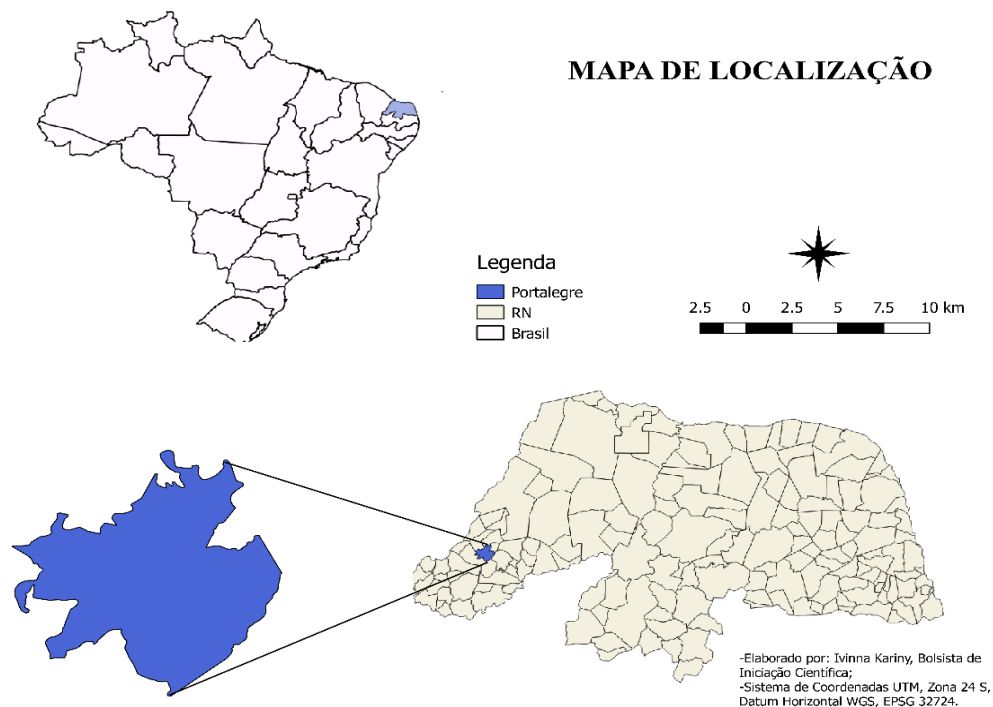 MAPA DE LOCALIZAÇÃO
Legenda
Portalegre
RN
Brasil
2.5 0 2.5 5 7.5 10 km
-Elaborado por: Ivinna Kariny, Bolsista de
Iniciação Científica;
-Sistema de Coordenadas UTM, Zona 24 S,
Datum Horizontal WGS, EPSG 32724.